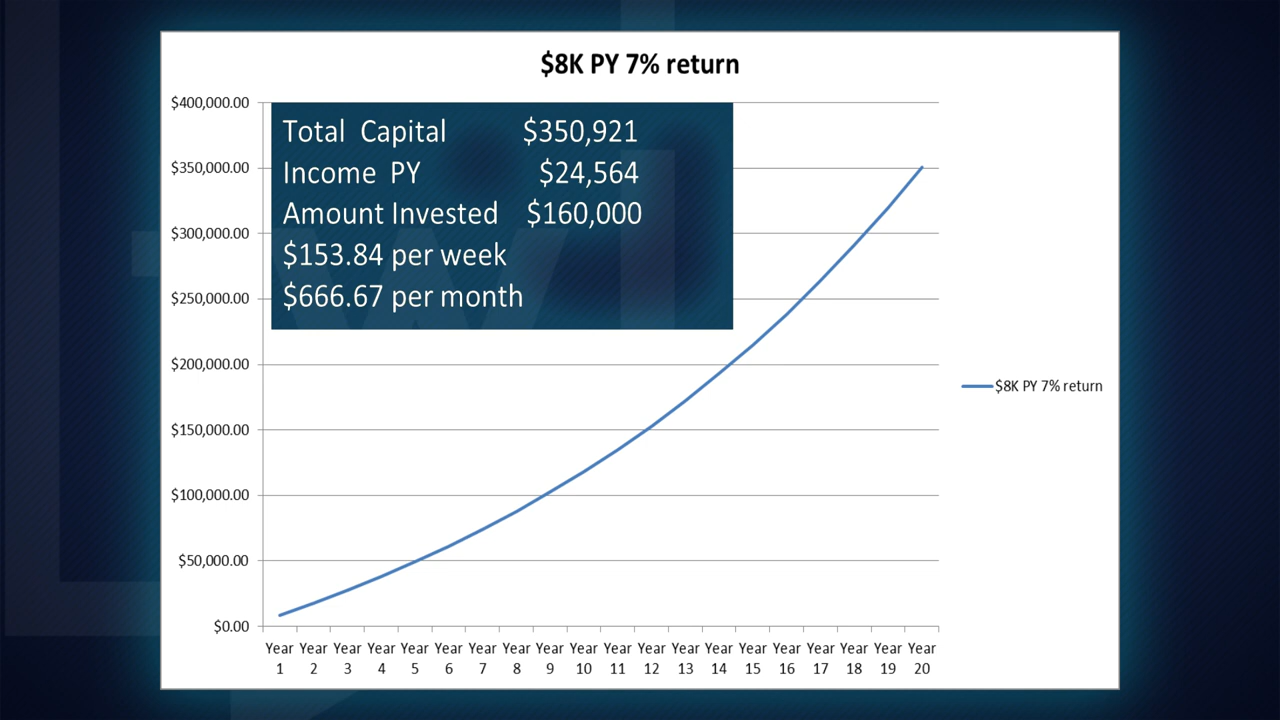 $8K PY 7% return
$400,000.00
$350,000.00
$300,000.00
$250,000.00
$200,000.00
$150,000.00
$100,000.00
$50,000.00
$0.00
Total Capital $350,921
Income PY $24,564
Amount Invested $160,000
$153.84 per week
$666.67 per month
$8K PY 7% return
Year Year Year Year Year Year Year Year Year Year Year Year Year Year Year Year Year Year Year Year
1 2 3 4 5 6 7 8 9 10 11 12 13 14 15 16 17 18 19 20